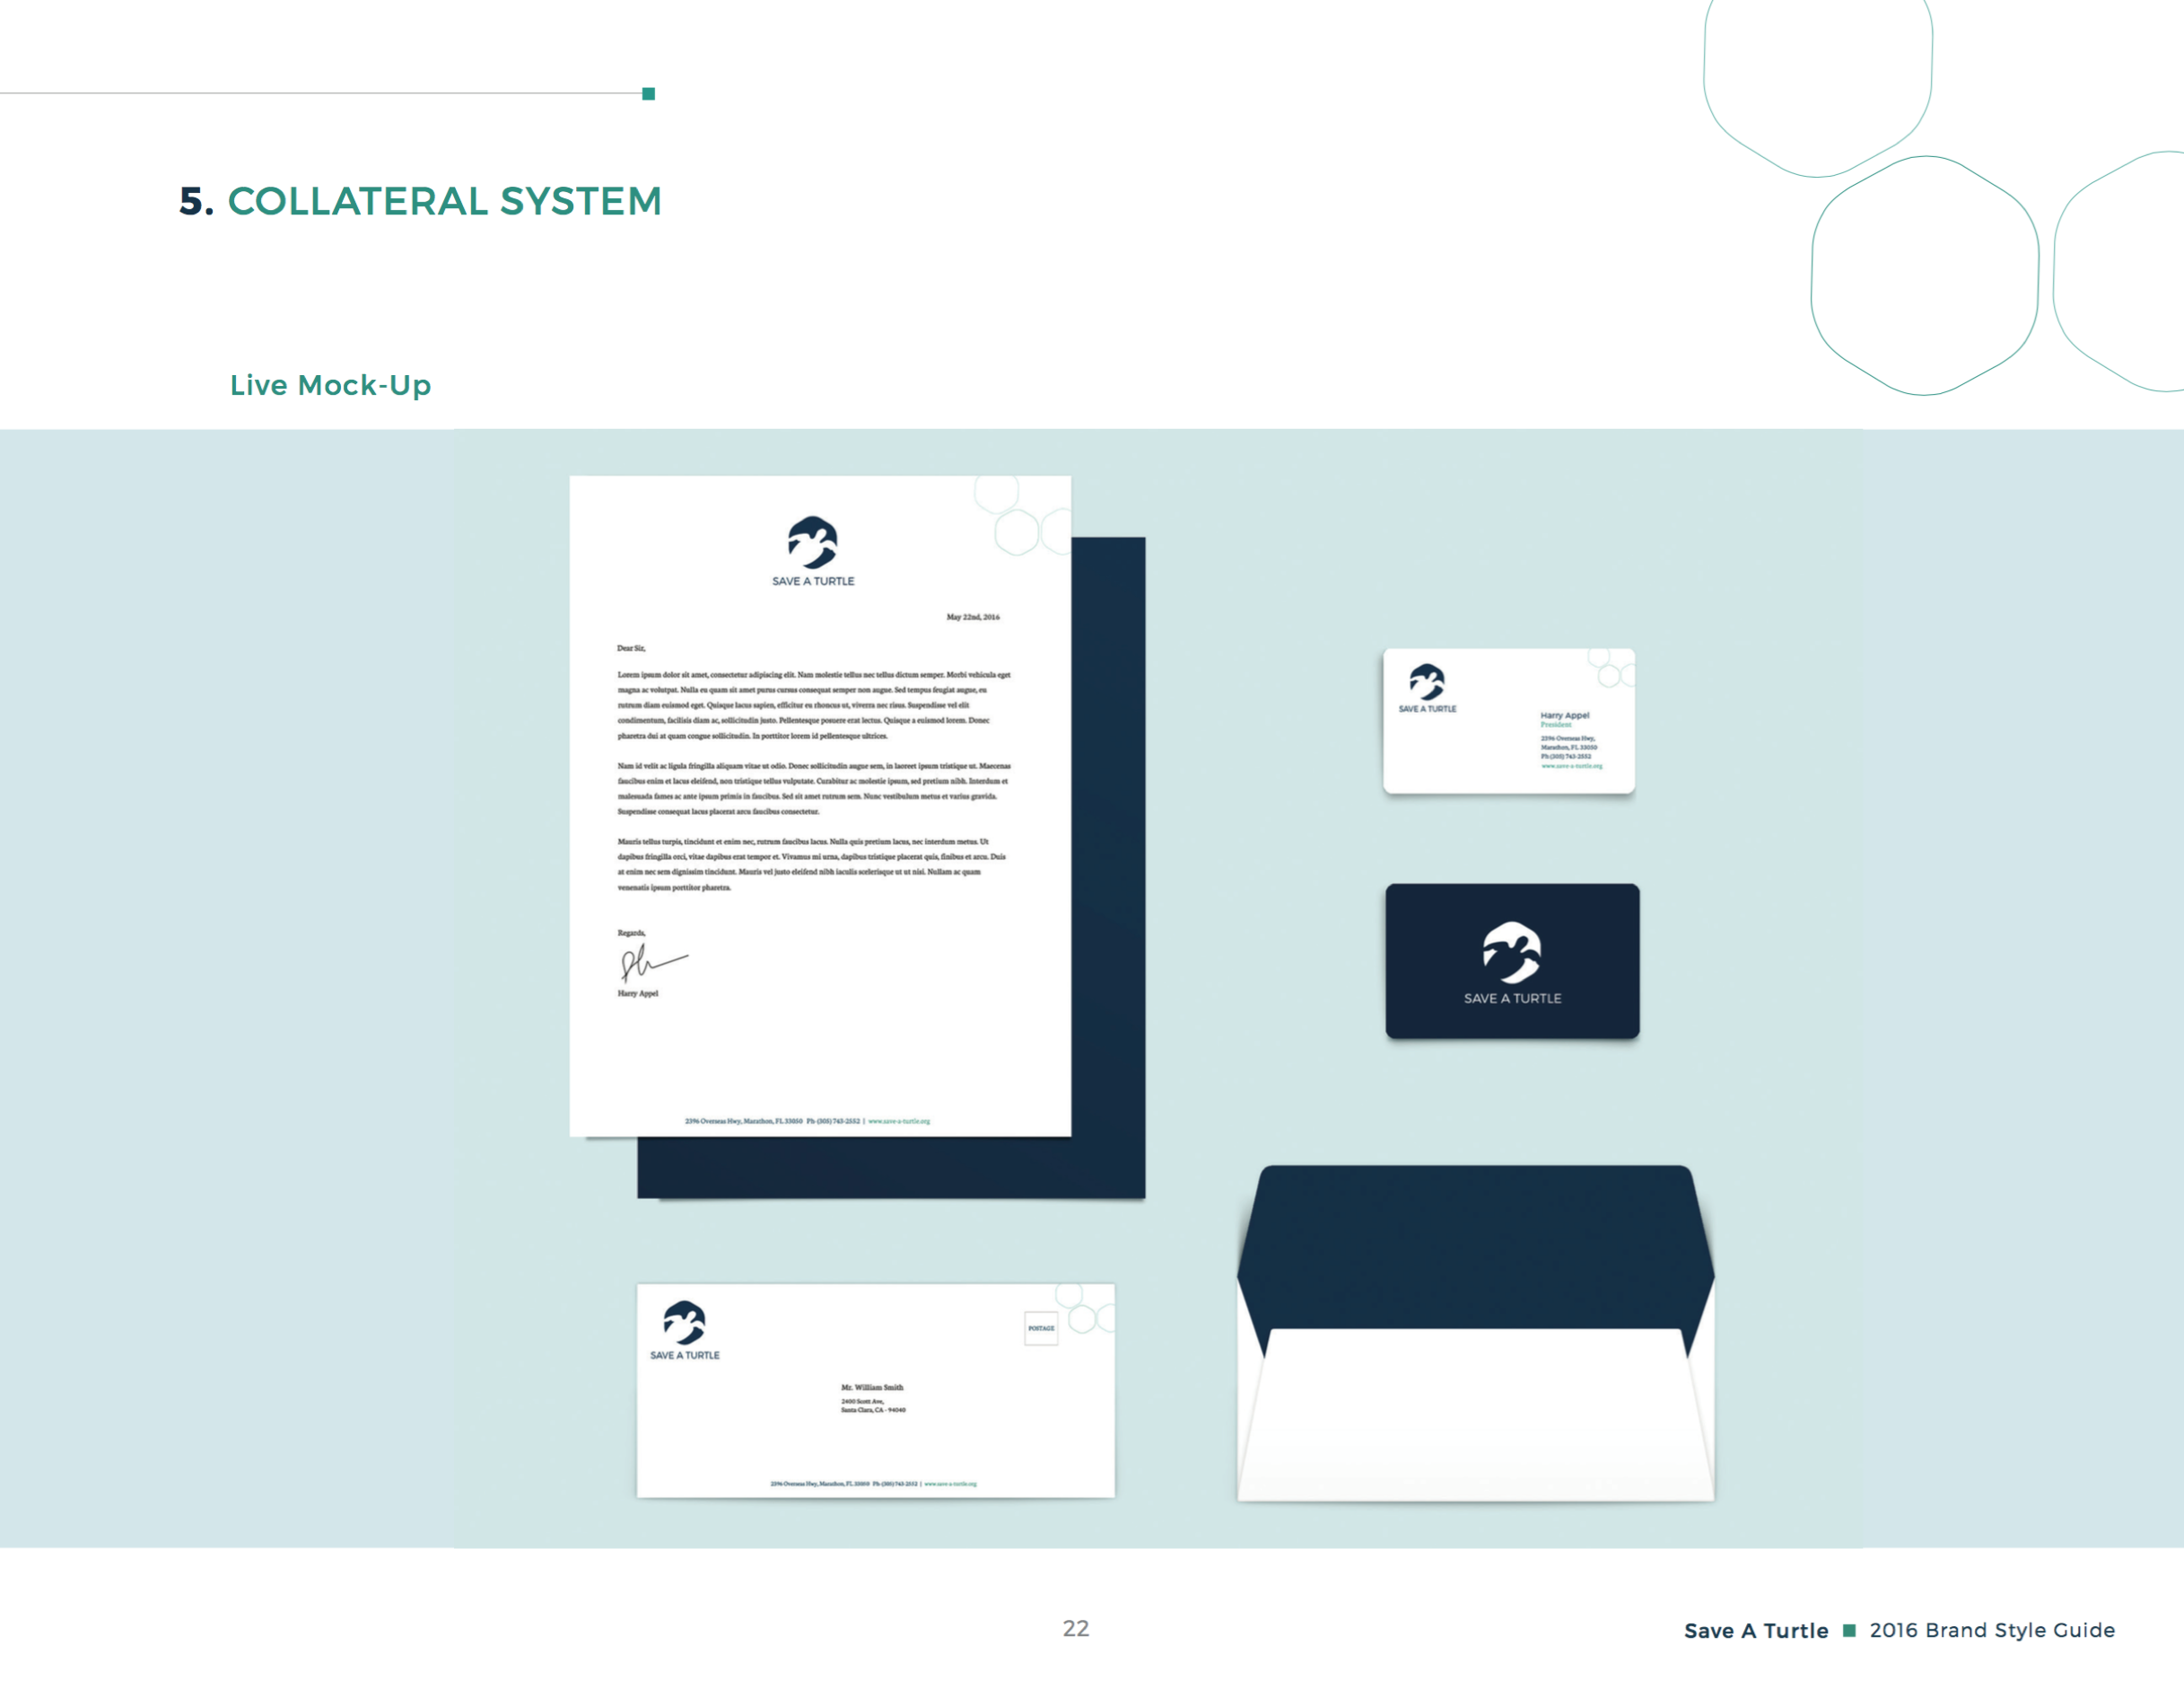 5. COLLATERAL SYSTEM
Live Mock-Up
SAVE A TURTLE
May 22nd, 2016
Dear Sir,
Lorem ipsum dolor sit amet, consectetur adipiscing elit. Nam molestie tellus nec tellus dictum semper. Morbi vehicula eget
magna ac volutpat. Nulla eu quam sit amet purus cursus consequat semper non augue. Sed tempus feugiat augue, eu
rutrum diam euismod eget. Quisque lacus sapien, efficitur eu rhoncus ut, viverra nec risus. Suspendisse vel elit
condimentum, facilisis diam ac, sollicitudin justo. Pellentesque posuere erat lectus. Quisque a euismod lorem. Donec
pharetra dui at quam congue sollicitudin. In porttitor lorem id pellentesque ultrices.
Nam id velit ac ligula fringilla aliquam vitae ut odio. Donec sollicitudin augue sem, in laoreet ipsum tristique ut. Maecenas
faucibus enim et lacus eleifend, non tristique tellus vulputate. Curabitur ac molestie ipsum, sed pretium nibh. Interdum et
malesuada fames ac ante ipsum primis in faucibus. Sed sit amet rutrum sem. Nunc vestibulum metus et varius gravida.
Suspendisse consequat lacus placerat arcu faucibus consectetur.
Mauris tellus turpis, tincidunt et enim nec, rutrum faucibus lacus. Nulla quis pretium lacus, nec interdum metus. Ut
dapibus fringilla orci, vitae dapibus erat tempor et. Vivamus mi urna, dapibus tristique placerat quis, finibus et arcu. Duis
at enim nec sem dignissim tincidunt. Mauris vel justo eleifend nibh iaculis scelerisque ut ut nisi. Nullam ac quam
venenatis ipsum porttitor pharetra.
Regards,
Harry Appel
2396 Overseas Hwy, Marathon, FL 33050 Ph-(305) 743-2552 | www.save-a-turtle.org
SAVE A TURTLE
Harry Appel
President
2396 Overseas Hwy,
Marathon, FL 33050
Ph-(305) 743-2552
www.save-a-turtle.org
SAVE A TURTLE
SAVE A TURTLE
POSTAGE
Mr. William Smith
2400 Scott Ave,
Santa Clara, CA - 94040
2396 Overseas Hwy, Marathon, FL 33050 Ph-(305) 743-2552 | www.save-a-turtle.org
22
Save A Turtle 2016 Brand Style Guide